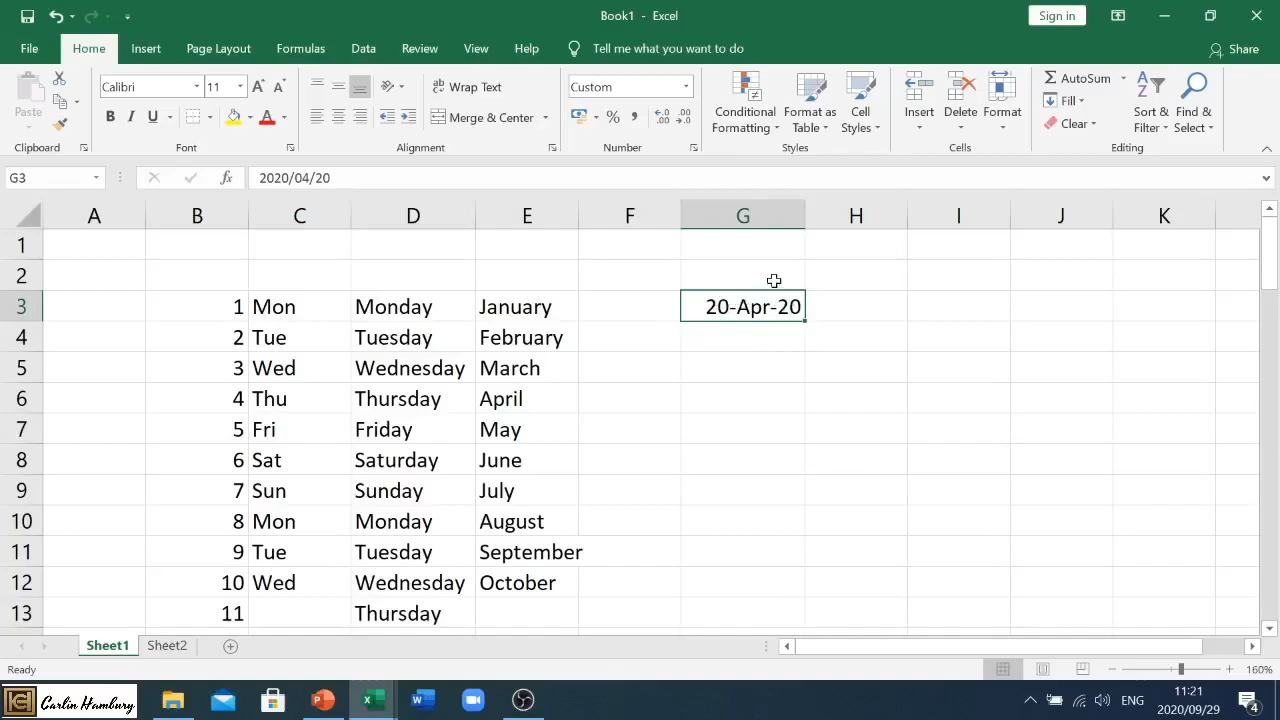 Book1 - Excel
Sign in
File Home Insert Page Layout Formulas Data Review View Help Tell me what you want to do Share
Paste
Clipboard
Calibri 11
B I U
Font
Wrap Text
Merge & Center
Alignment
Custom
%
Number
Conditional Formatting
Format as Table
Cell Styles
Styles
Insert Delete Format
Cells
AutoSum
Fill
Clear
Sort & Filter
Find & Select
Editing
G3 fx 2020/04/20
A B C D E F G H I J K
1
2
3 1 Mon Monday January 20-Apr-20
4 2 Tue Tuesday February
5 3 Wed Wednesday March
6 4 Thu Thursday April
7 5 Fri Friday May
8 6 Sat Saturday June
9 7 Sun Sunday July
10 8 Mon Monday August
11 9 Tue Tuesday September
12 10 Wed Wednesday October
13 11 Thursday
Sheet1 Sheet2
Ready 160%
Carlin Hambury ENG 11:21
2020/09/29 4